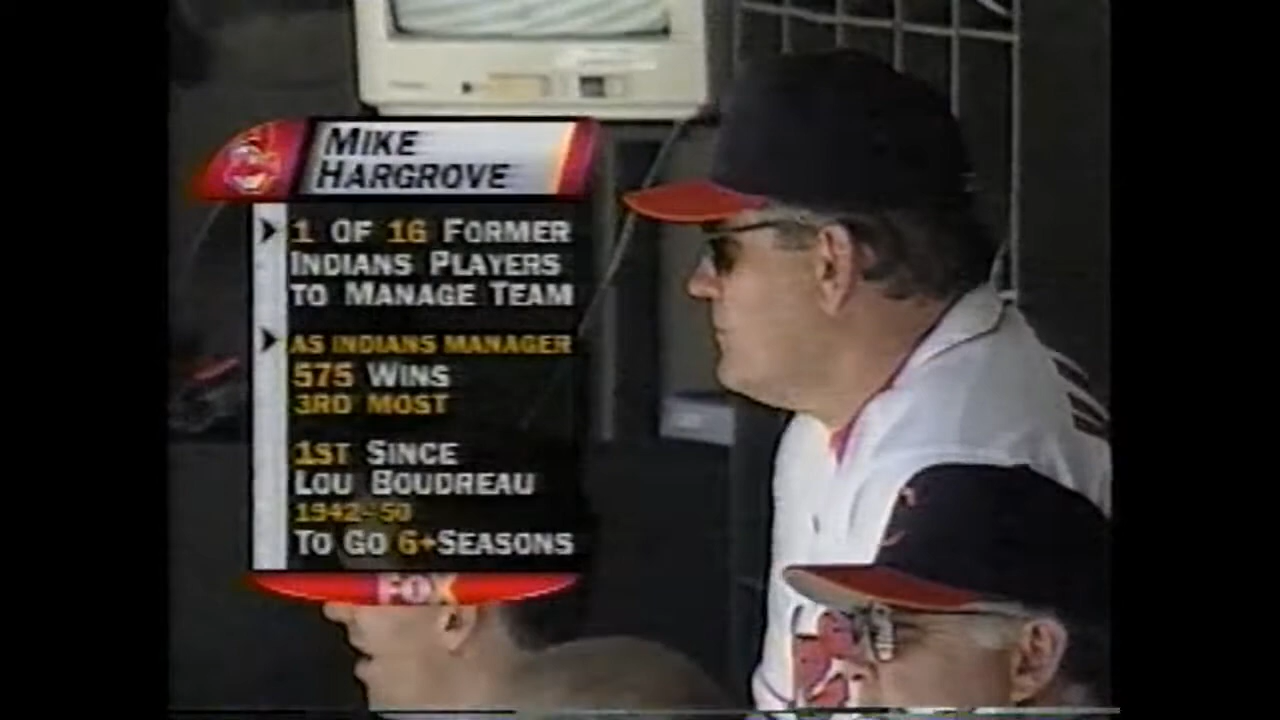 MIKE
HARGROVE
1 OF 16 FORMER
INDIANS PLAYERS
TO MANAGE TEAM
AS INDIANS MANAGER
575 WINS
3RD MOST
1ST SINCE
LOU BOUDREAU
1942-'50
TO GO 6+SEASONS
FOX